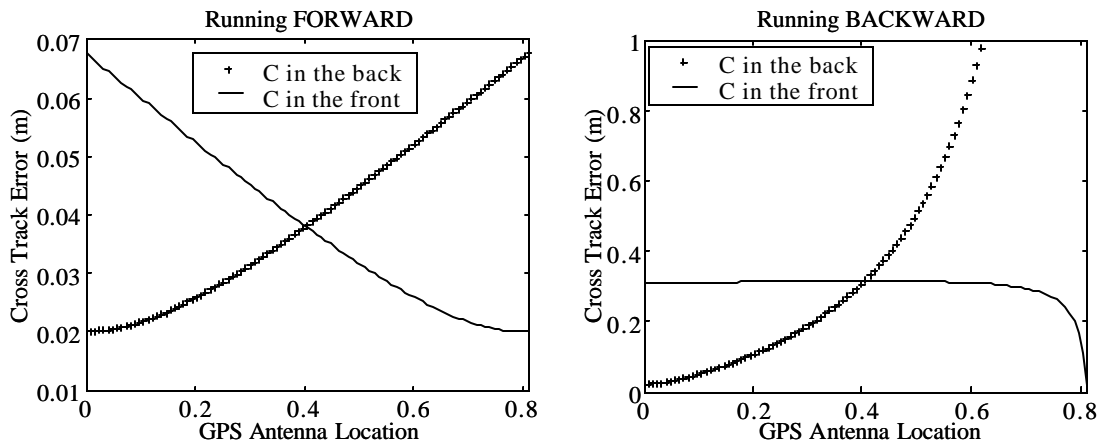 Running FORWARD
0.07
0.06
0.05
0.04
0.03
0.02
0.01
Cross Track Error (m)
C in the back
C in the front
0 0.2 0.4 0.6 0.8
GPS Antenna Location
Running BACKWARD
1
0.8
0.6
0.4
0.2
0
Cross Track Error (m)
C in the back
C in the front
0 0.2 0.4 0.6 0.8
GPS Antenna Location